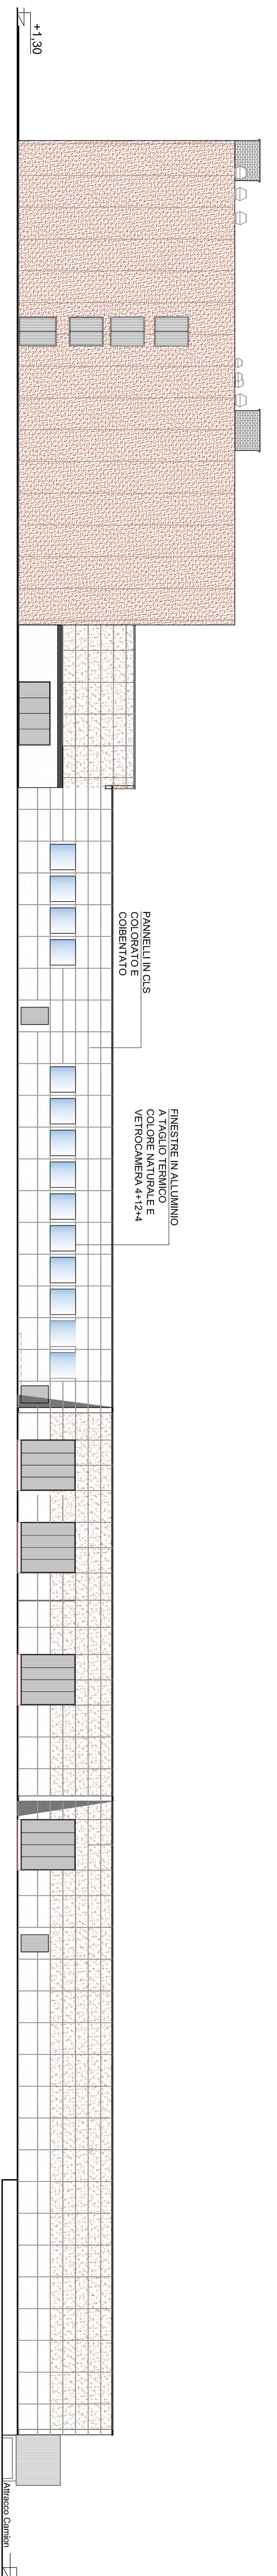 +1,30
PANNELLI IN CLS
COLORATO E
COIBENTATO
FINESTRE IN ALLUMINIO
A TAGLIO TERMICO
COLORE NATURALE E
VETROCAMERA 4+12+4
Attracco Camion